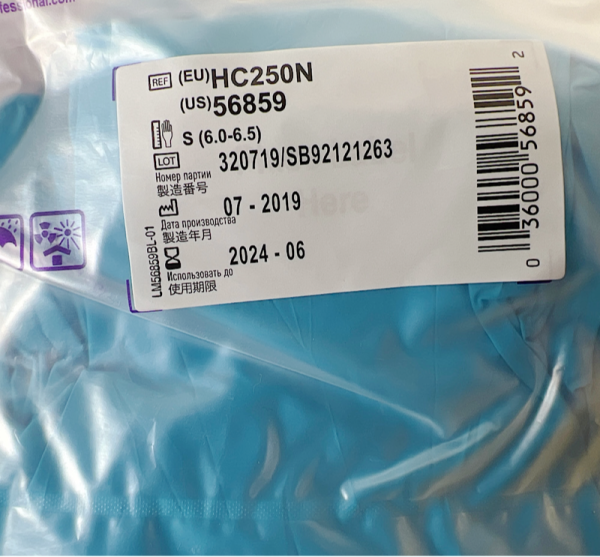 REF (EU)HC250N
(US)56859
S (6.0-6.5)
LOT 320719/SB92121263
Номер партии
製造番号
07 - 2019
Дата производства
製造年月
2024 - 06
Использовать до
使用期限
LM56859BL-01
0 36000 56859 2